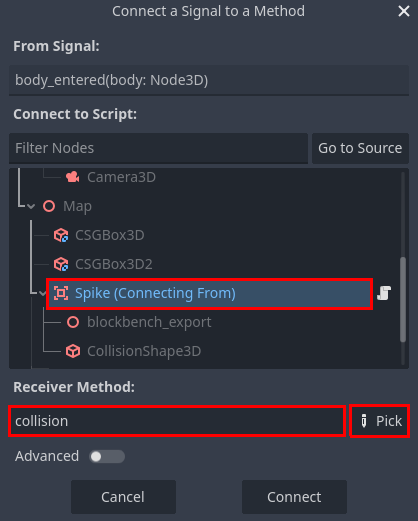 Connect a Signal to a Method
From Signal:
body_entered(body: Node3D)
Connect to Script:
Filter Nodes Go to Source
Camera3D
Map
CSGBox3D
CSGBox3D2
Spike (Connecting From)
blockbench_export
CollisionShape3D
Receiver Method:
collision Pick
Advanced
Cancel Connect